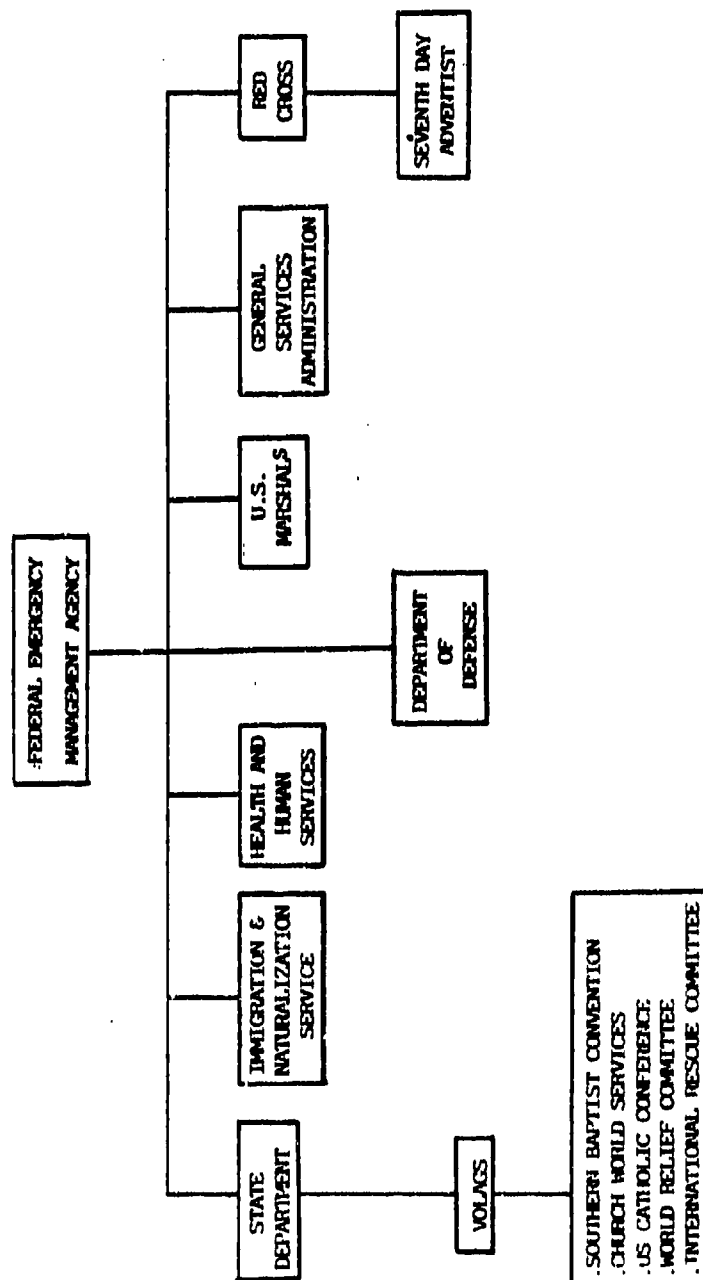 FEDERAL EMERGENCY
MANAGEMENT AGENCY
STATE
DEPARTMENT
IMMIGRATION &
NATURALIZATION
SERVICE
HEALTH AND
HUMAN
SERVICES
DEPARTMENT
OF
DEFENSE
U.S.
MARSHALS
GENERAL
SERVICES
ADMINISTRATION
RED
CROSS
SEVENTH DAY
ADVENTIST
VOLAGS
.SOUTHERN BAPTIST CONVENTION
.CHURCH WORLD SERVICES
.US CATHOLIC CONFERENCE
.WORLD RELIEF COMMITTEE
.INTERNATIONAL RESCUE COMMITTEE